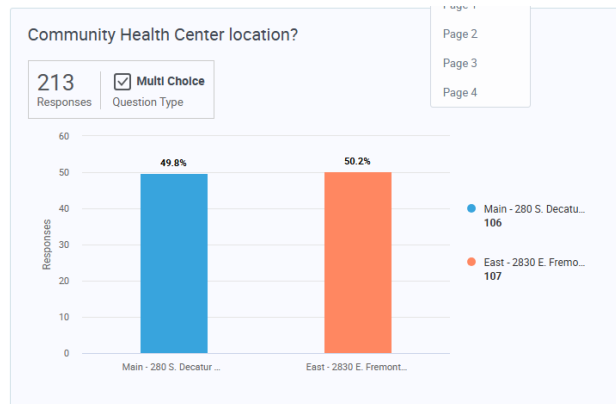 Page 1
Community Health Center location?
Page 2
Page 3
Page 4
213
Responses
Multi Choice
Question Type
60
50
40
30
20
10
0
Responses
49.8%
50.2%
Main - 280 S. Decatur ...
East - 2830 E. Fremont...
Main - 280 S. Decatu...
106
East - 2830 E. Fremo...
107